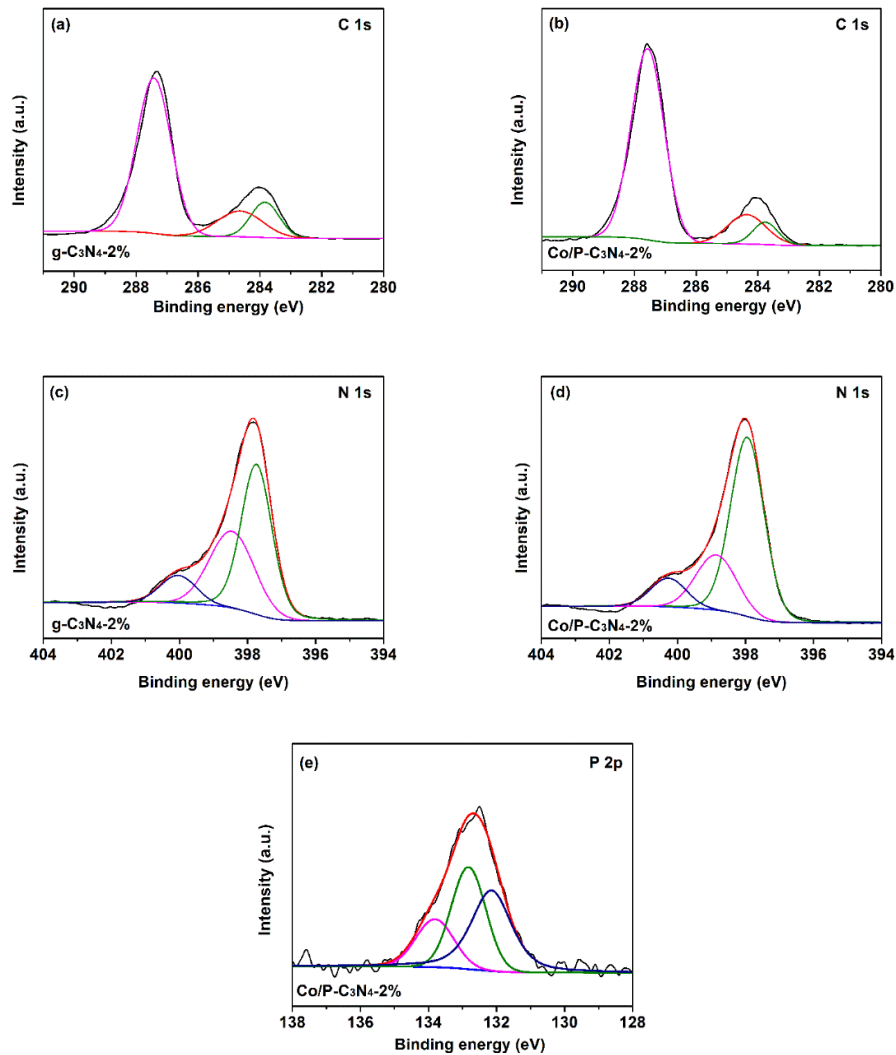 (a) C 1s
Intensity (a.u.)
g-C₃N₄-2%
290 288 286 284 282 280
Binding energy (eV)
(b) C 1s
Intensity (a.u.)
Co/P-C₃N₄-2%
290 288 286 284 282 280
Binding energy (eV)
(c) N 1s
Intensity (a.u.)
g-C₃N₄-2%
404 402 400 398 396 394
Binding energy (eV)
(d) N 1s
Intensity (a.u.)
Co/P-C₃N₄-2%
404 402 400 398 396 394
Binding energy (eV)
(e) P 2p
Intensity (a.u.)
Co/P-C₃N₄-2%
138 136 134 132 130 128
Binding energy (eV)